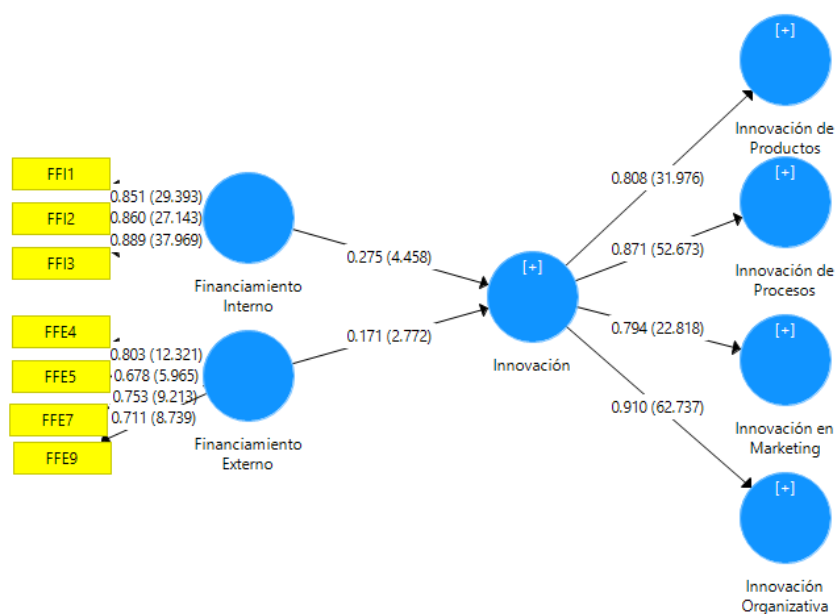 [+]
Innovación de
Productos
0.808 (31.976)
FFI1
0.851 (29.393)
FFI2
0.860 (27.143)
FFI3
0.889 (37.969)
Financiamiento
Interno
0.275 (4.458)
[+]
Innovación
0.871 (52.673)
[+]
Innovación de
Procesos
FFE4
0.803 (12.321)
FFE5
0.678 (5.965)
0.753 (9.213)
FFE7
0.711 (8.739)
FFE9
Financiamiento
Externo
0.171 (2.772)
0.794 (22.818)
[+]
Innovación en
Marketing
0.910 (62.737)
[+]
Innovación
Organizativa